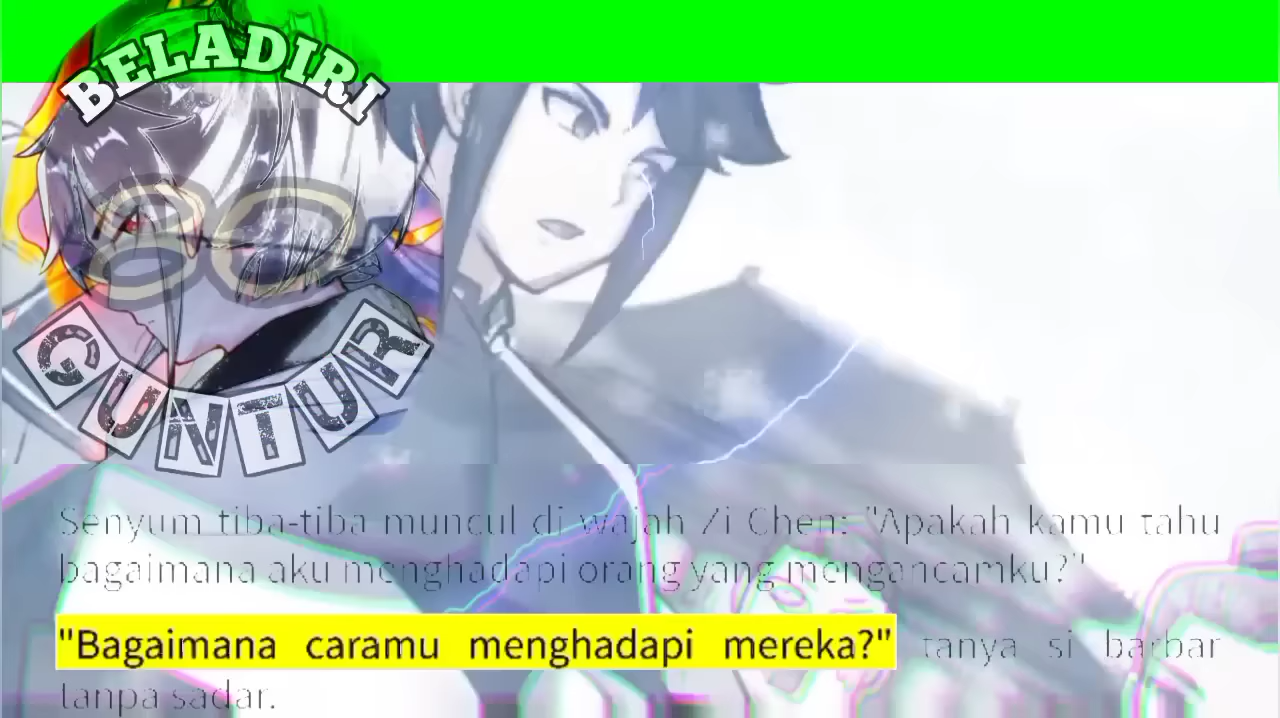 BELADIRI
GUNTUR
Senyum tiba-tiba muncul di wajah Zi Chen: "Apakah kamu tahu
bagaimana aku menghadapi orang yang mengancamku?"
"Bagaimana caramu menghadapi mereka?" tanya si barbar
tanpa sadar.